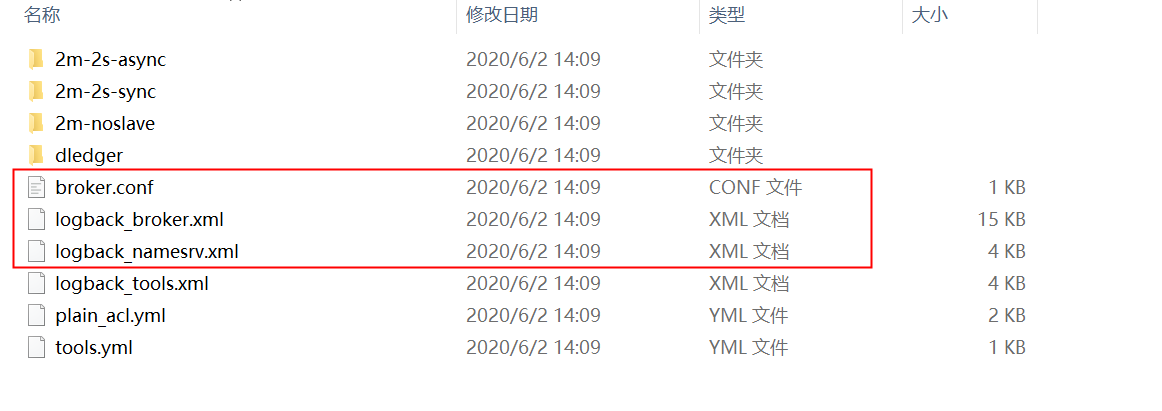 名称 修改日期 类型 大小
2m-2s-async 2020/6/2 14:09 文件夹
2m-2s-sync 2020/6/2 14:09 文件夹
2m-noslave 2020/6/2 14:09 文件夹
dledger 2020/6/2 14:09 文件夹
broker.conf 2020/6/2 14:09 CONF 文件 1 KB
logback_broker.xml 2020/6/2 14:09 XML 文档 15 KB
logback_namesrv.xml 2020/6/2 14:09 XML 文档 4 KB
logback_tools.xml 2020/6/2 14:09 XML 文档 4 KB
plain_acl.yml 2020/6/2 14:09 YML 文件 2 KB
tools.yml 2020/6/2 14:09 YML 文件 1 KB